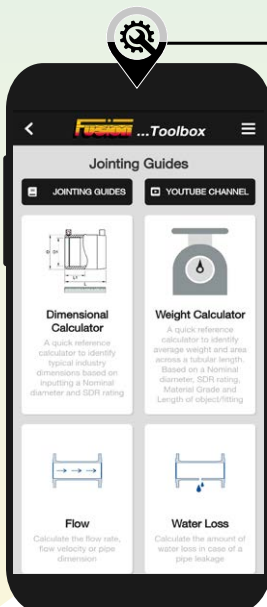 Fusion ...Toolbox
Jointing Guides
JOINTING GUIDES
YOUTUBE CHANNEL
Dimensional
Calculator
A quick reference
calculator to identify
typical industry
dimensions based on
inputting a Nominal
diameter and SDR rating
Weight Calculator
A quick reference
calculator to identify
average weight and area
across a tubular length.
Based on a Nominal
diameter, SDR rating,
Material Grade and
Length of object/fitting
Flow
Calculate the flow rate,
flow velocity or pipe
dimension
Water Loss
Calculate the amount of
water loss in case of a
pipe leakage